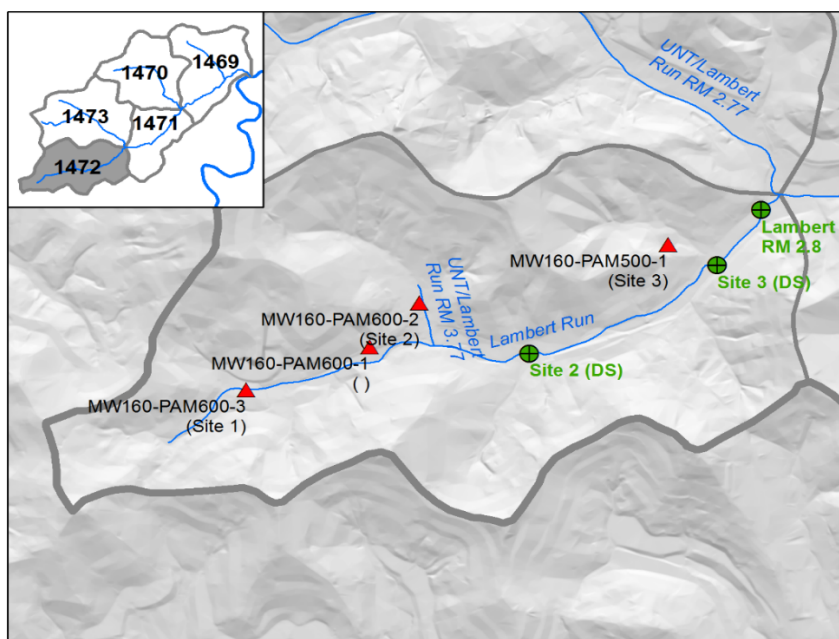 1469
1470
1473
1471
1472
UNT/Lambert
Run RM 2.77
Lambert
RM 2.8
MW160-PAM500-1
(Site 3)
Site 3 (DS)
UNT/Lambert
Run RM 3.77
MW160-PAM600-2
(Site 2)
Lambert Run
MW160-PAM600-1
( )
Site 2 (DS)
MW160-PAM600-3
(Site 1)